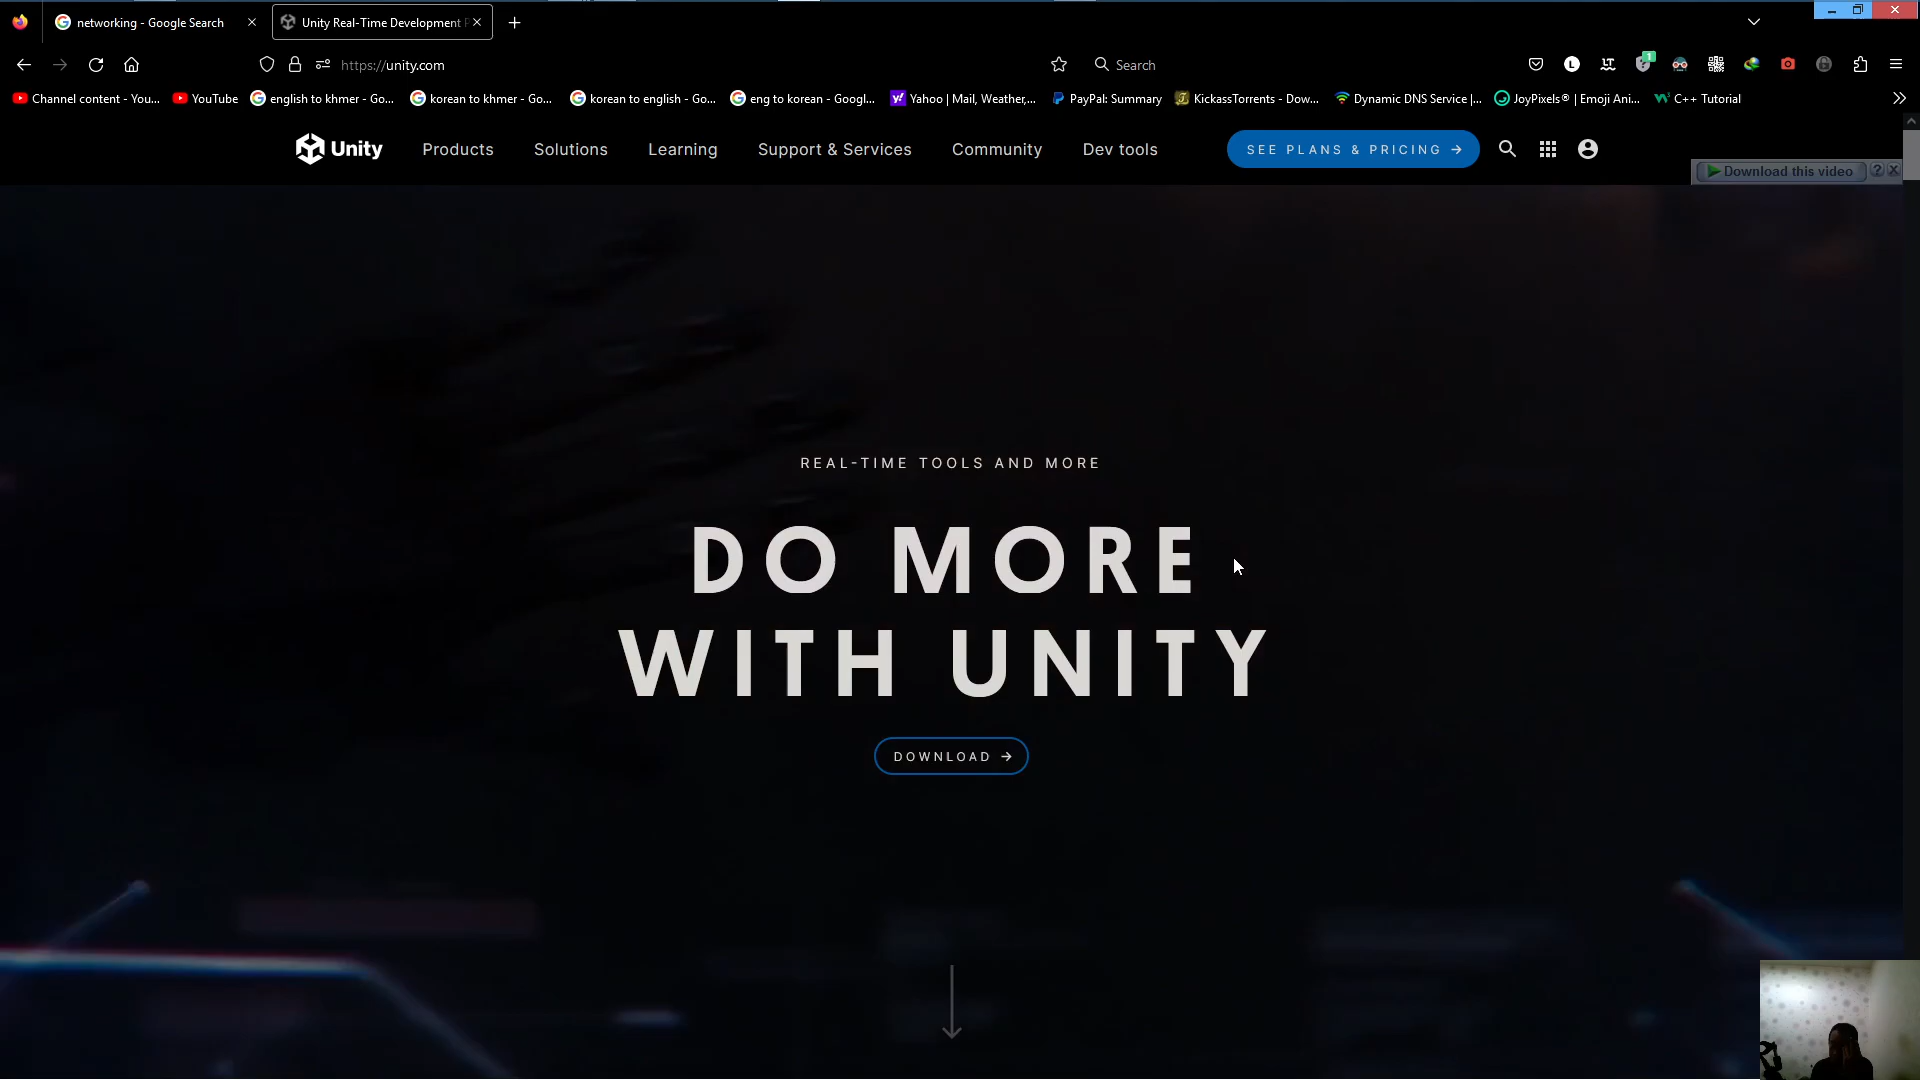 networking - Google Search
Unity Real-Time Development P
https://unity.com
Search
1
Channel content - You...
YouTube
english to khmer - Go...
korean to khmer - Go...
korean to english - Go...
eng to korean - Googl...
Yahoo | Mail, Weather,...
PayPal: Summary
KickassTorrents - Dow...
Dynamic DNS Service |...
JoyPixels® | Emoji Ani...
C++ Tutorial
Unity
Products
Solutions
Learning
Support & Services
Community
Dev tools
SEE PLANS & PRICING →
Download this video
REAL-TIME TOOLS AND MORE
DO MORE
WITH UNITY
DOWNLOAD →